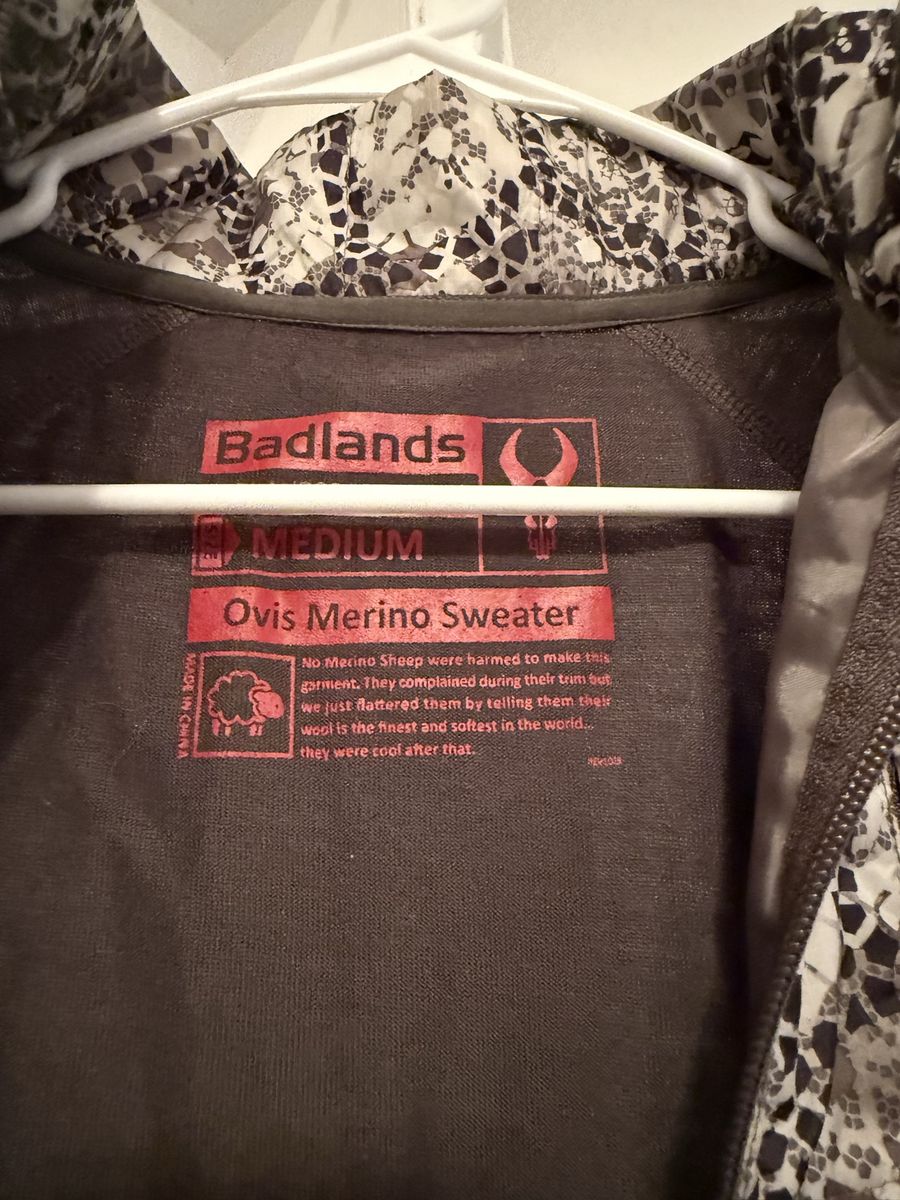 Badlands
SIZE
MEDIUM
Ovis Merino Sweater
MADE IN CHINA
No Merino Sheep were harmed to make this
garment. They complained during their trim but
we just flattered them by telling them their
wool is the finest and softest in the world...
they were cool after that.